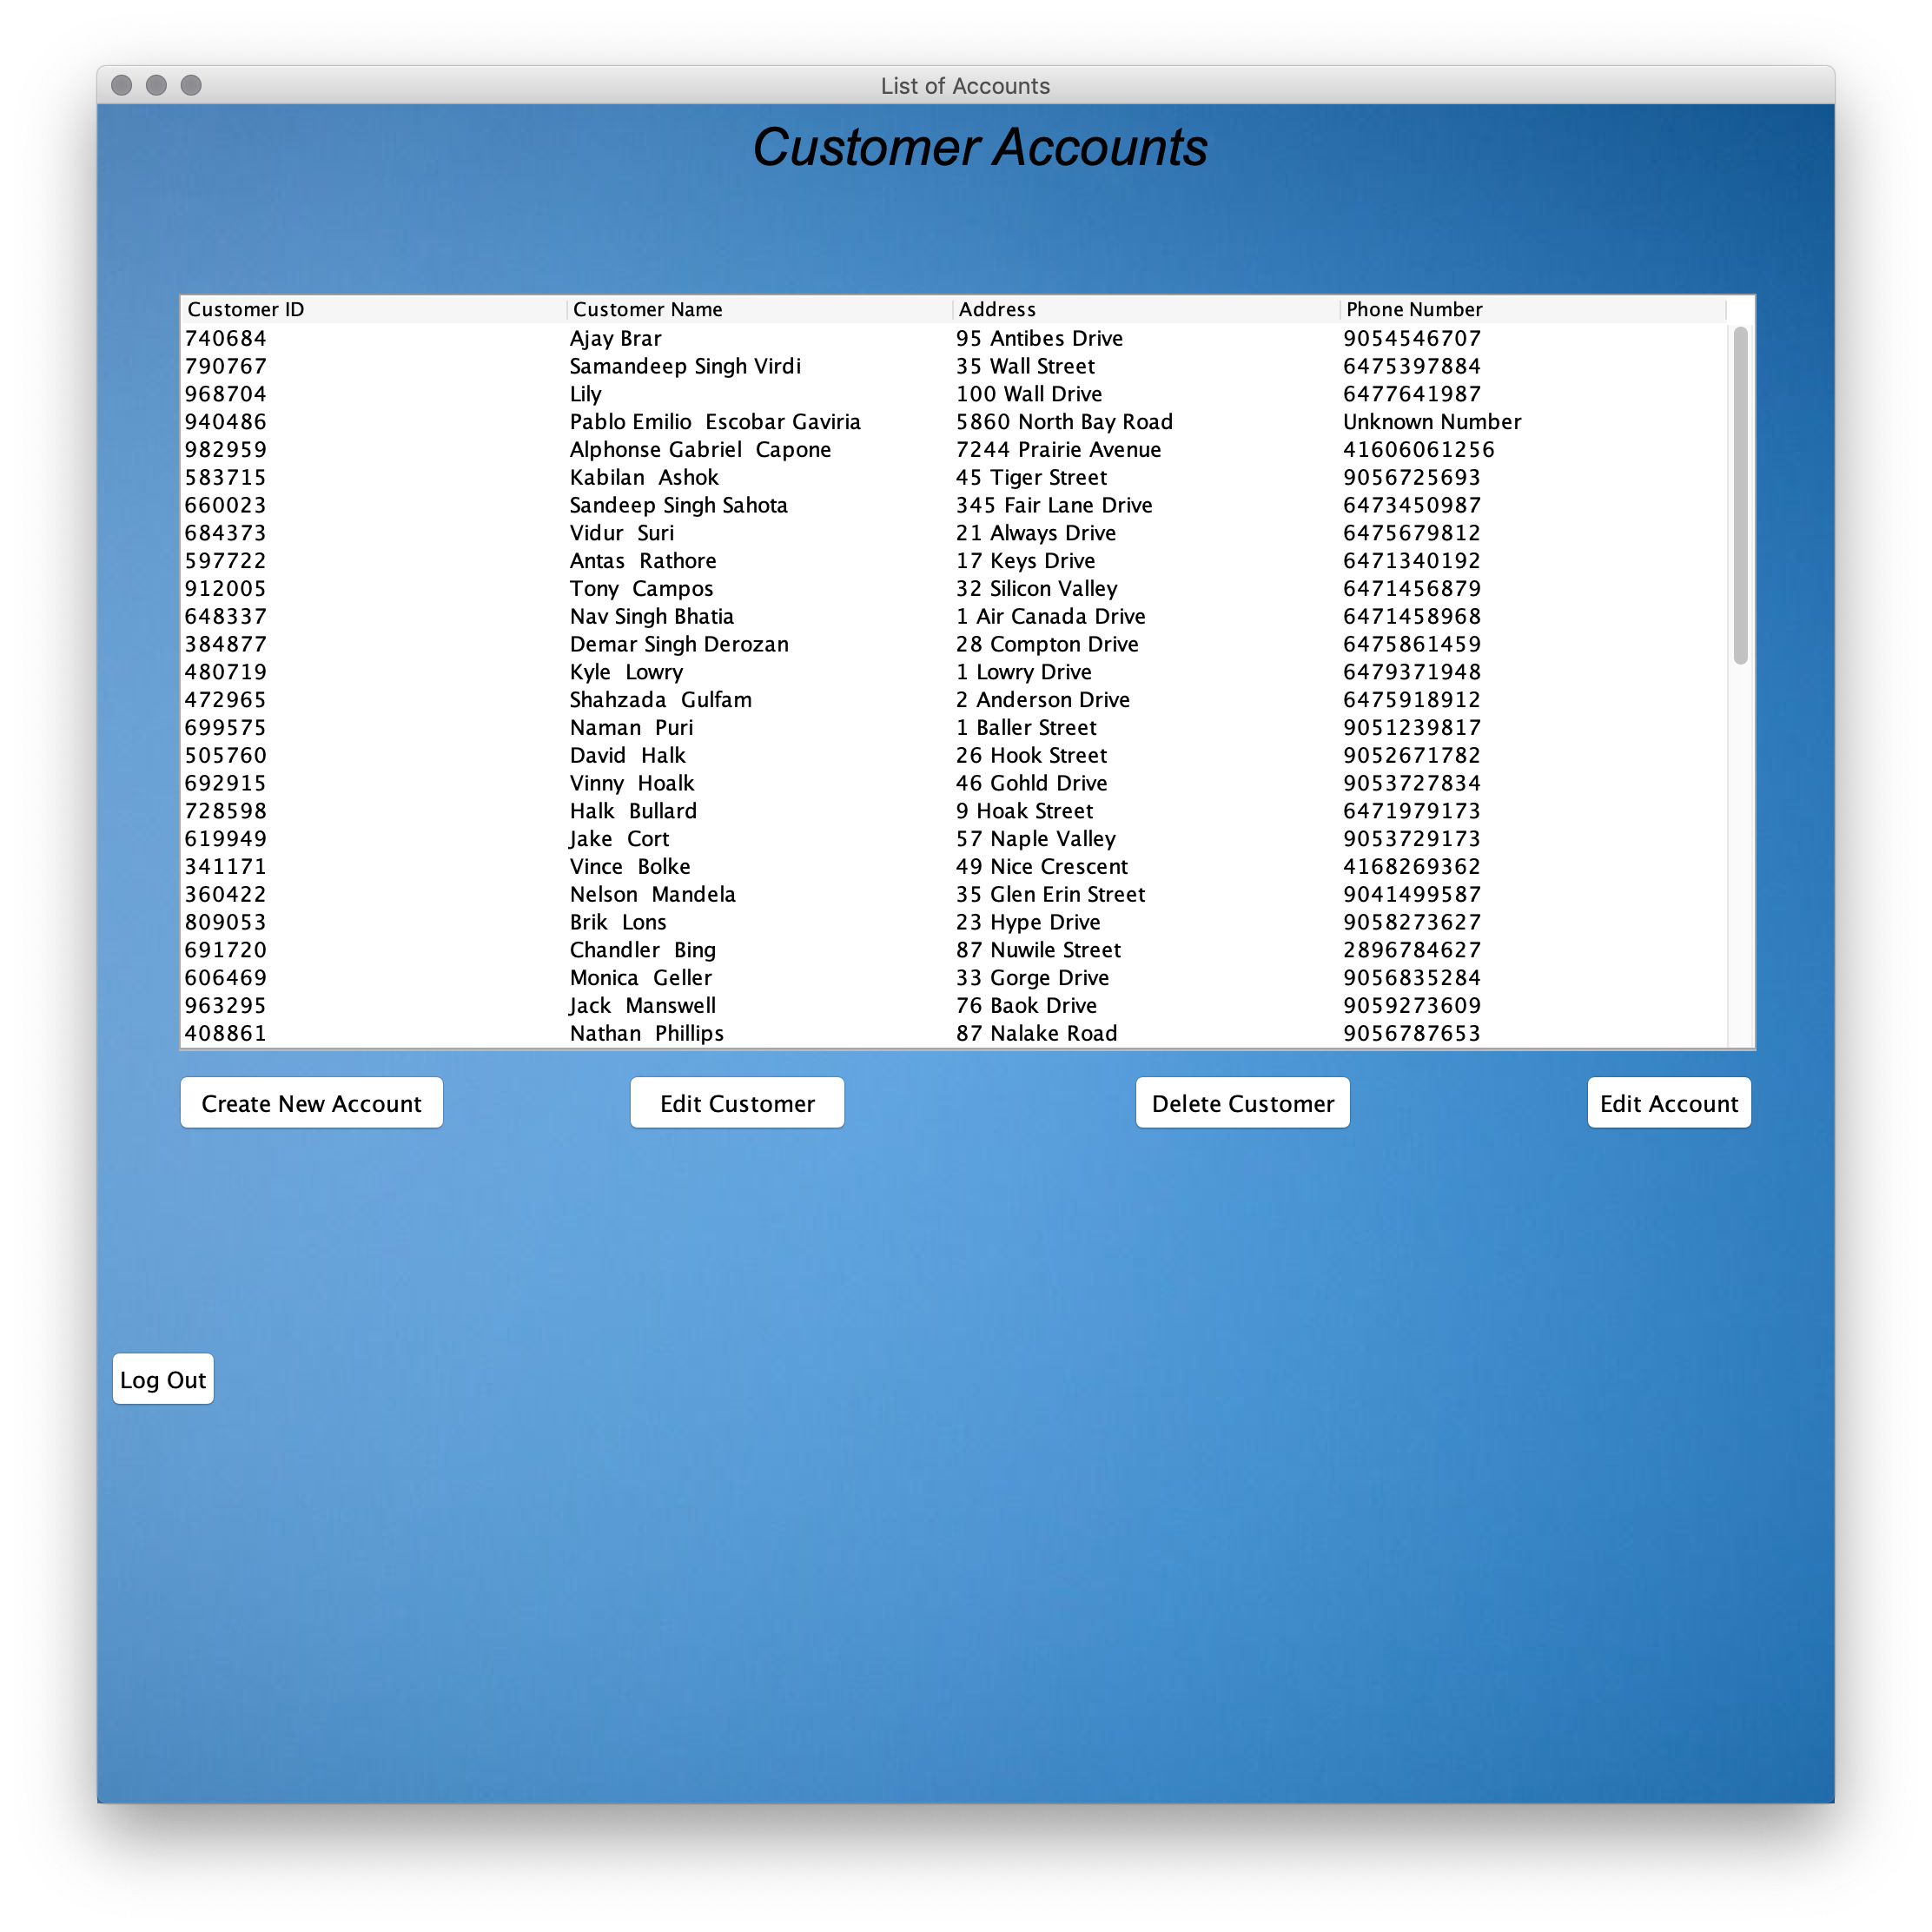 List of Accounts
Customer Accounts
Customer ID Customer Name Address Phone Number
740684 Ajay Brar 95 Antibes Drive 9054546707
790767 Samandeep Singh Virdi 35 Wall Street 6475397884
968704 Lily 100 Wall Drive 6477641987
940486 Pablo Emilio  Escobar Gaviria 5860 North Bay Road Unknown Number
982959 Alphonse Gabriel  Capone 7244 Prairie Avenue 41606061256
583715 Kabilan  Ashok 45 Tiger Street 9056725693
660023 Sandeep Singh Sahota 345 Fair Lane Drive 6473450987
684373 Vidur  Suri 21 Always Drive 6475679812
597722 Antas  Rathore 17 Keys Drive 6471340192
912005 Tony  Campos 32 Silicon Valley 6471456879
648337 Nav Singh Bhatia 1 Air Canada Drive 6471458968
384877 Demar Singh Derozan 28 Compton Drive 6475861459
480719 Kyle  Lowry 1 Lowry Drive 6479371948
472965 Shahzada  Gulfam 2 Anderson Drive 6475918912
699575 Naman  Puri 1 Baller Street 9051239817
505760 David  Halk 26 Hook Street 9052671782
692915 Vinny  Hoalk 46 Gohld Drive 9053727834
728598 Halk  Bullard 9 Hoak Street 6471979173
619949 Jake  Cort 57 Naple Valley 9053729173
341171 Vince  Bolke 49 Nice Crescent 4168269362
360422 Nelson  Mandela 35 Glen Erin Street 9041499587
809053 Brik  Lons 23 Hype Drive 9058273627
691720 Chandler  Bing 87 Nuwile Street 2896784627
606469 Monica  Geller 33 Gorge Drive 9056835284
963295 Jack  Manswell 76 Baok Drive 9059273609
408861 Nathan  Phillips 87 Nalake Road 9056787653
Create New Account Edit Customer Delete Customer Edit Account
Log Out